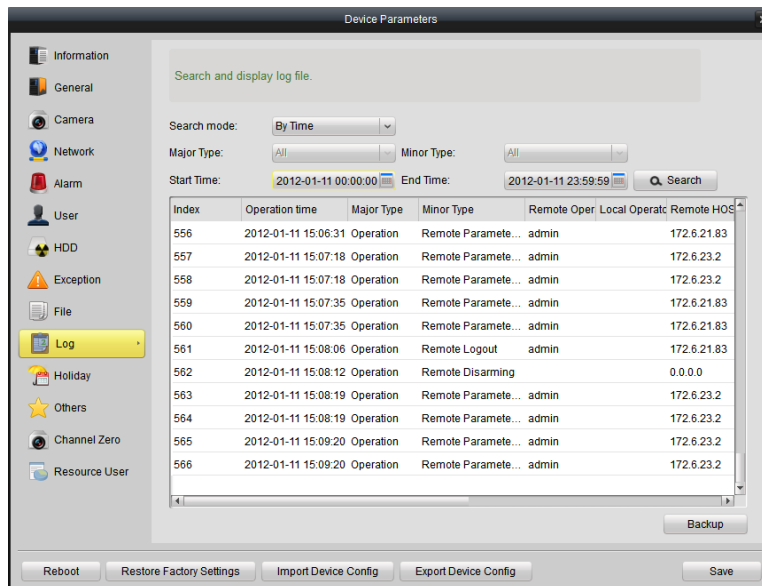 Device Parameters
Information
General
Camera
Network
Alarm
User
HDD
Exception
File
Log
Holiday
Others
Channel Zero
Resource User
Search and display log file.
Search mode: By Time
Major Type: All Minor Type: All
Start Time: 2012-01-11 00:00:00 End Time: 2012-01-11 23:59:59 Search
Index Operation time Major Type Minor Type Remote Oper Local Operato Remote HOS
556 2012-01-11 15:06:31 Operation Remote Paramete... admin 172.6.21.83
557 2012-01-11 15:07:18 Operation Remote Paramete... admin 172.6.23.2
558 2012-01-11 15:07:18 Operation Remote Paramete... admin 172.6.23.2
559 2012-01-11 15:07:35 Operation Remote Paramete... admin 172.6.21.83
560 2012-01-11 15:07:35 Operation Remote Paramete... admin 172.6.21.83
561 2012-01-11 15:08:06 Operation Remote Logout admin 172.6.21.83
562 2012-01-11 15:08:12 Operation Remote Disarming 0.0.0.0
563 2012-01-11 15:08:19 Operation Remote Paramete... admin 172.6.23.2
564 2012-01-11 15:08:19 Operation Remote Paramete... admin 172.6.23.2
565 2012-01-11 15:09:20 Operation Remote Paramete... admin 172.6.23.2
566 2012-01-11 15:09:20 Operation Remote Paramete... admin 172.6.23.2
Backup
Reboot Restore Factory Settings Import Device Config Export Device Config Save